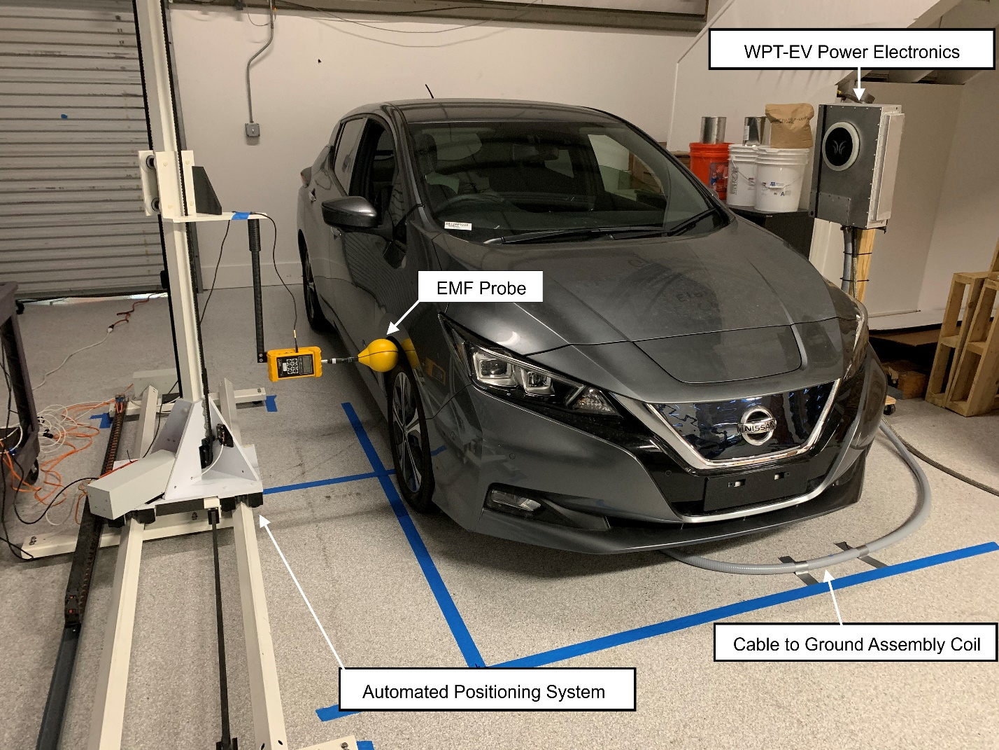 WPT-EV Power Electronics
EMF Probe
NISSAN
Cable to Ground Assembly Coil
Automated Positioning System